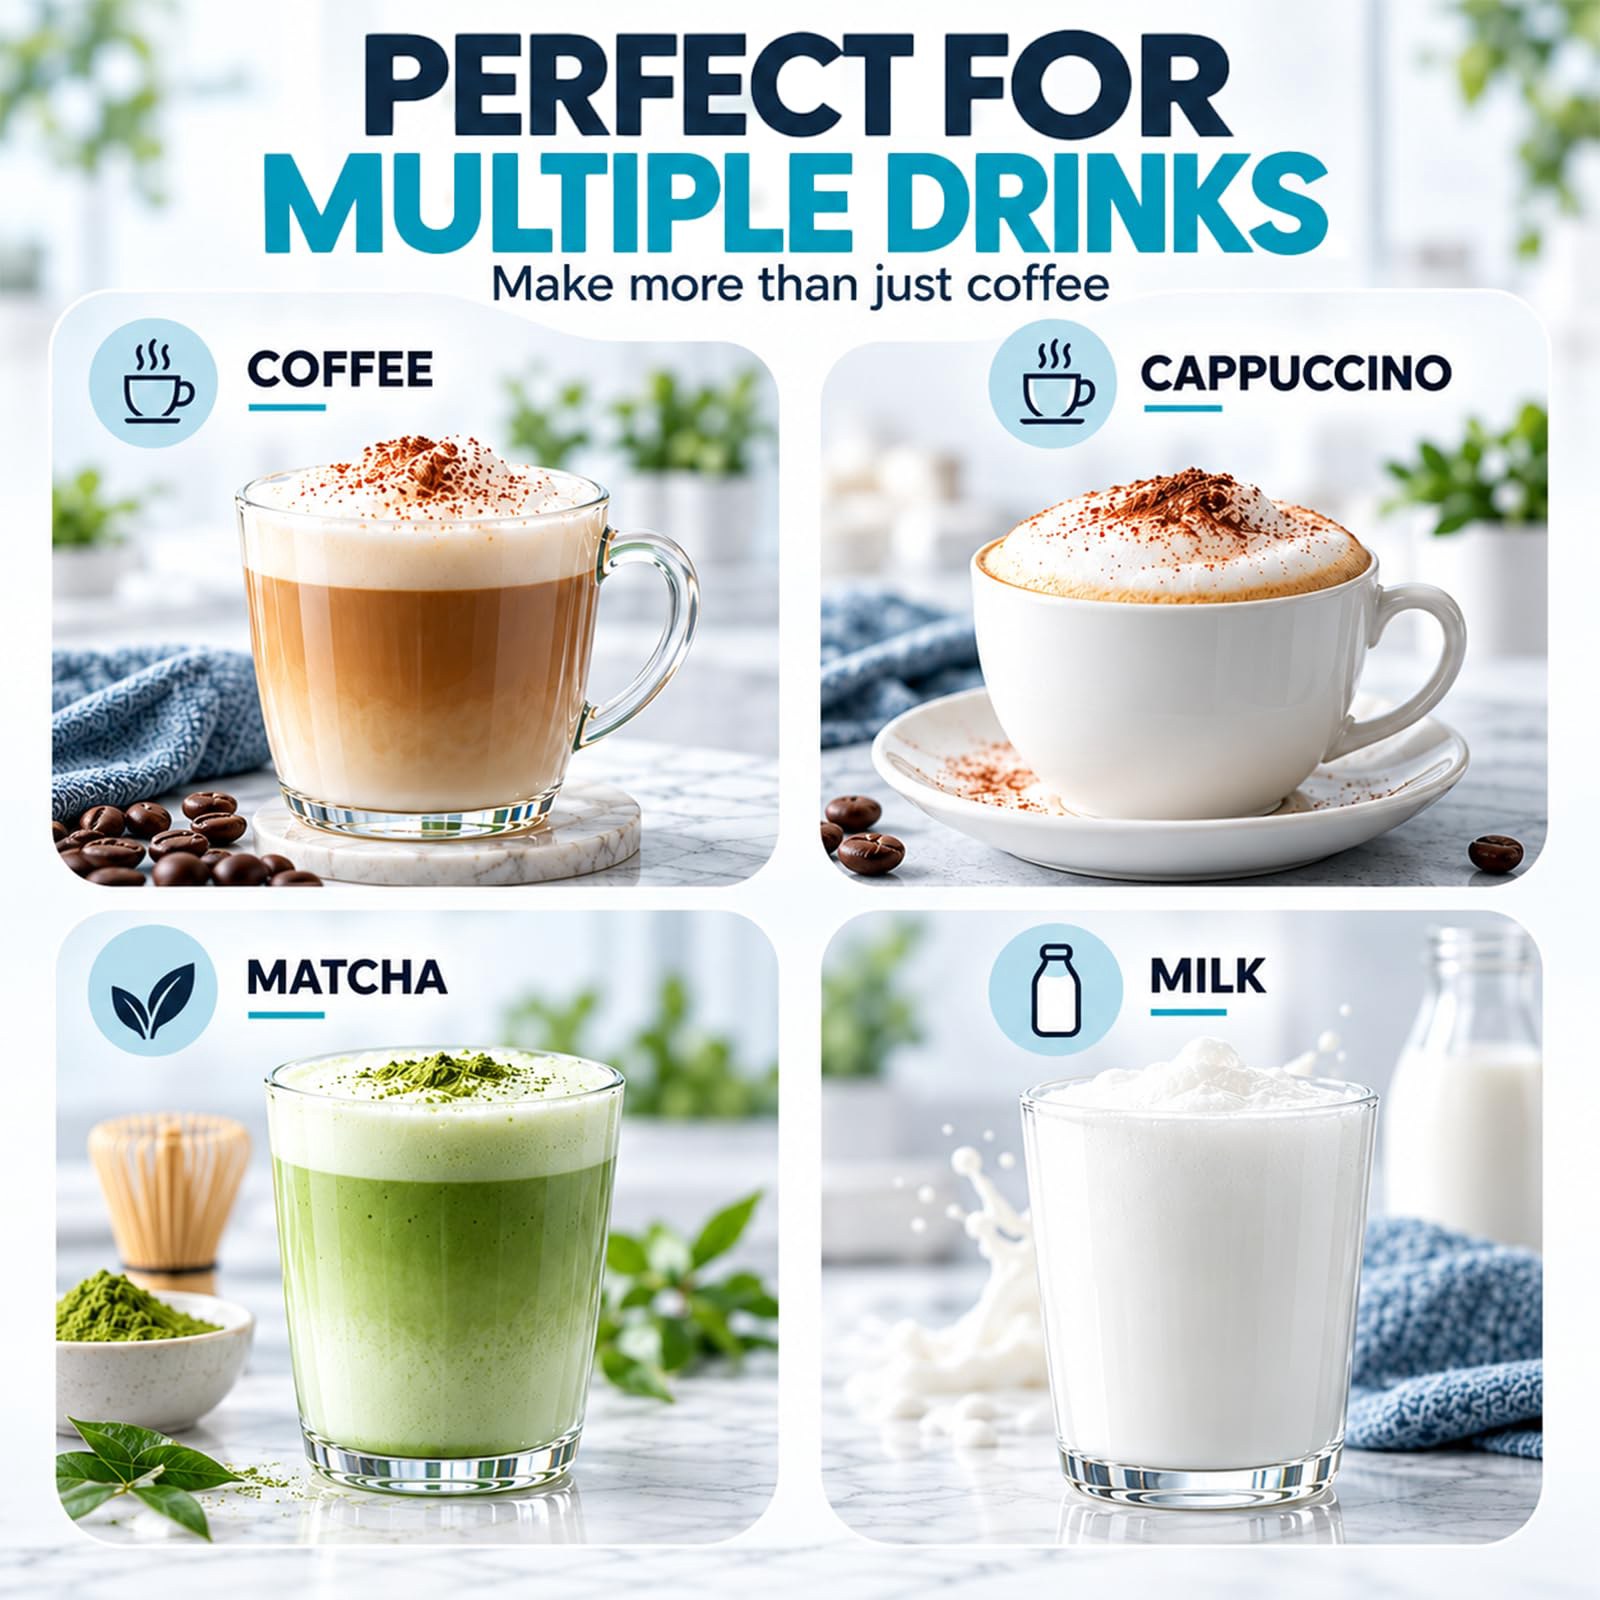 PERFECT FOR
MULTIPLE DRINKS
Make more than just coffee
COFFEE
CAPPUCCINO
MATCHA
MILK